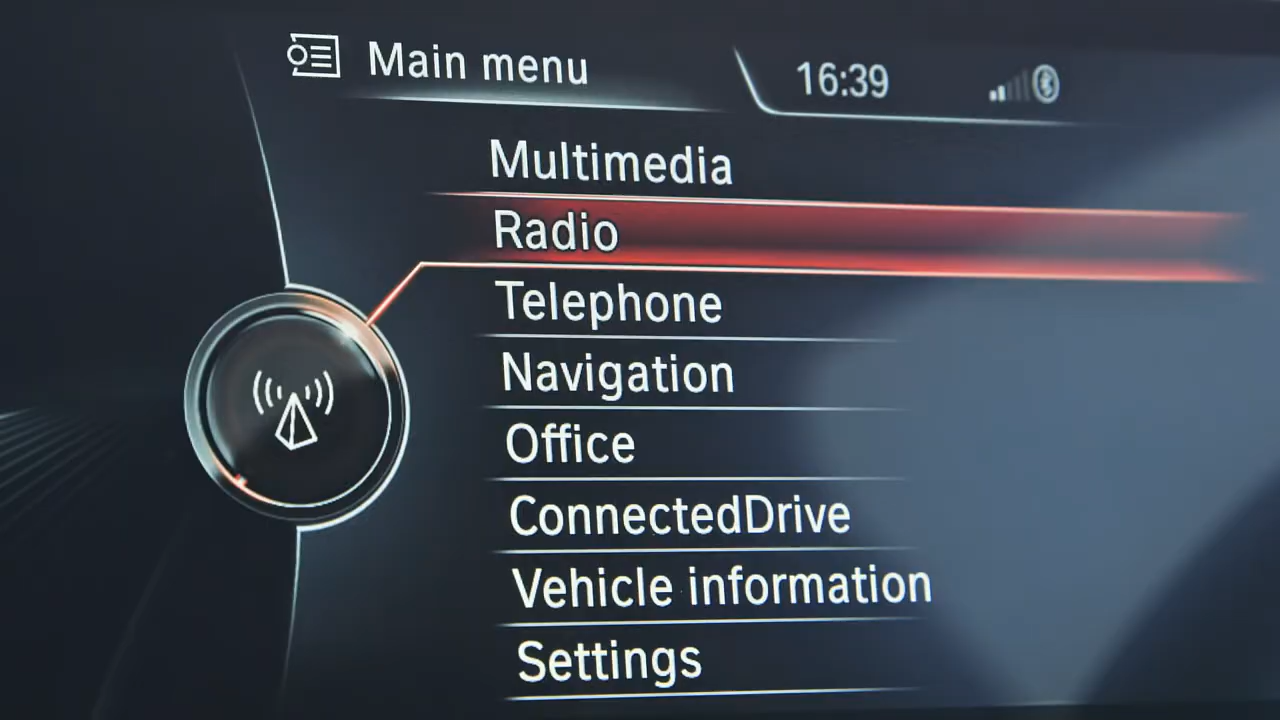 Main menu
16:39
Multimedia
Radio
Telephone
Navigation
Office
ConnectedDrive
Vehicle information
Settings